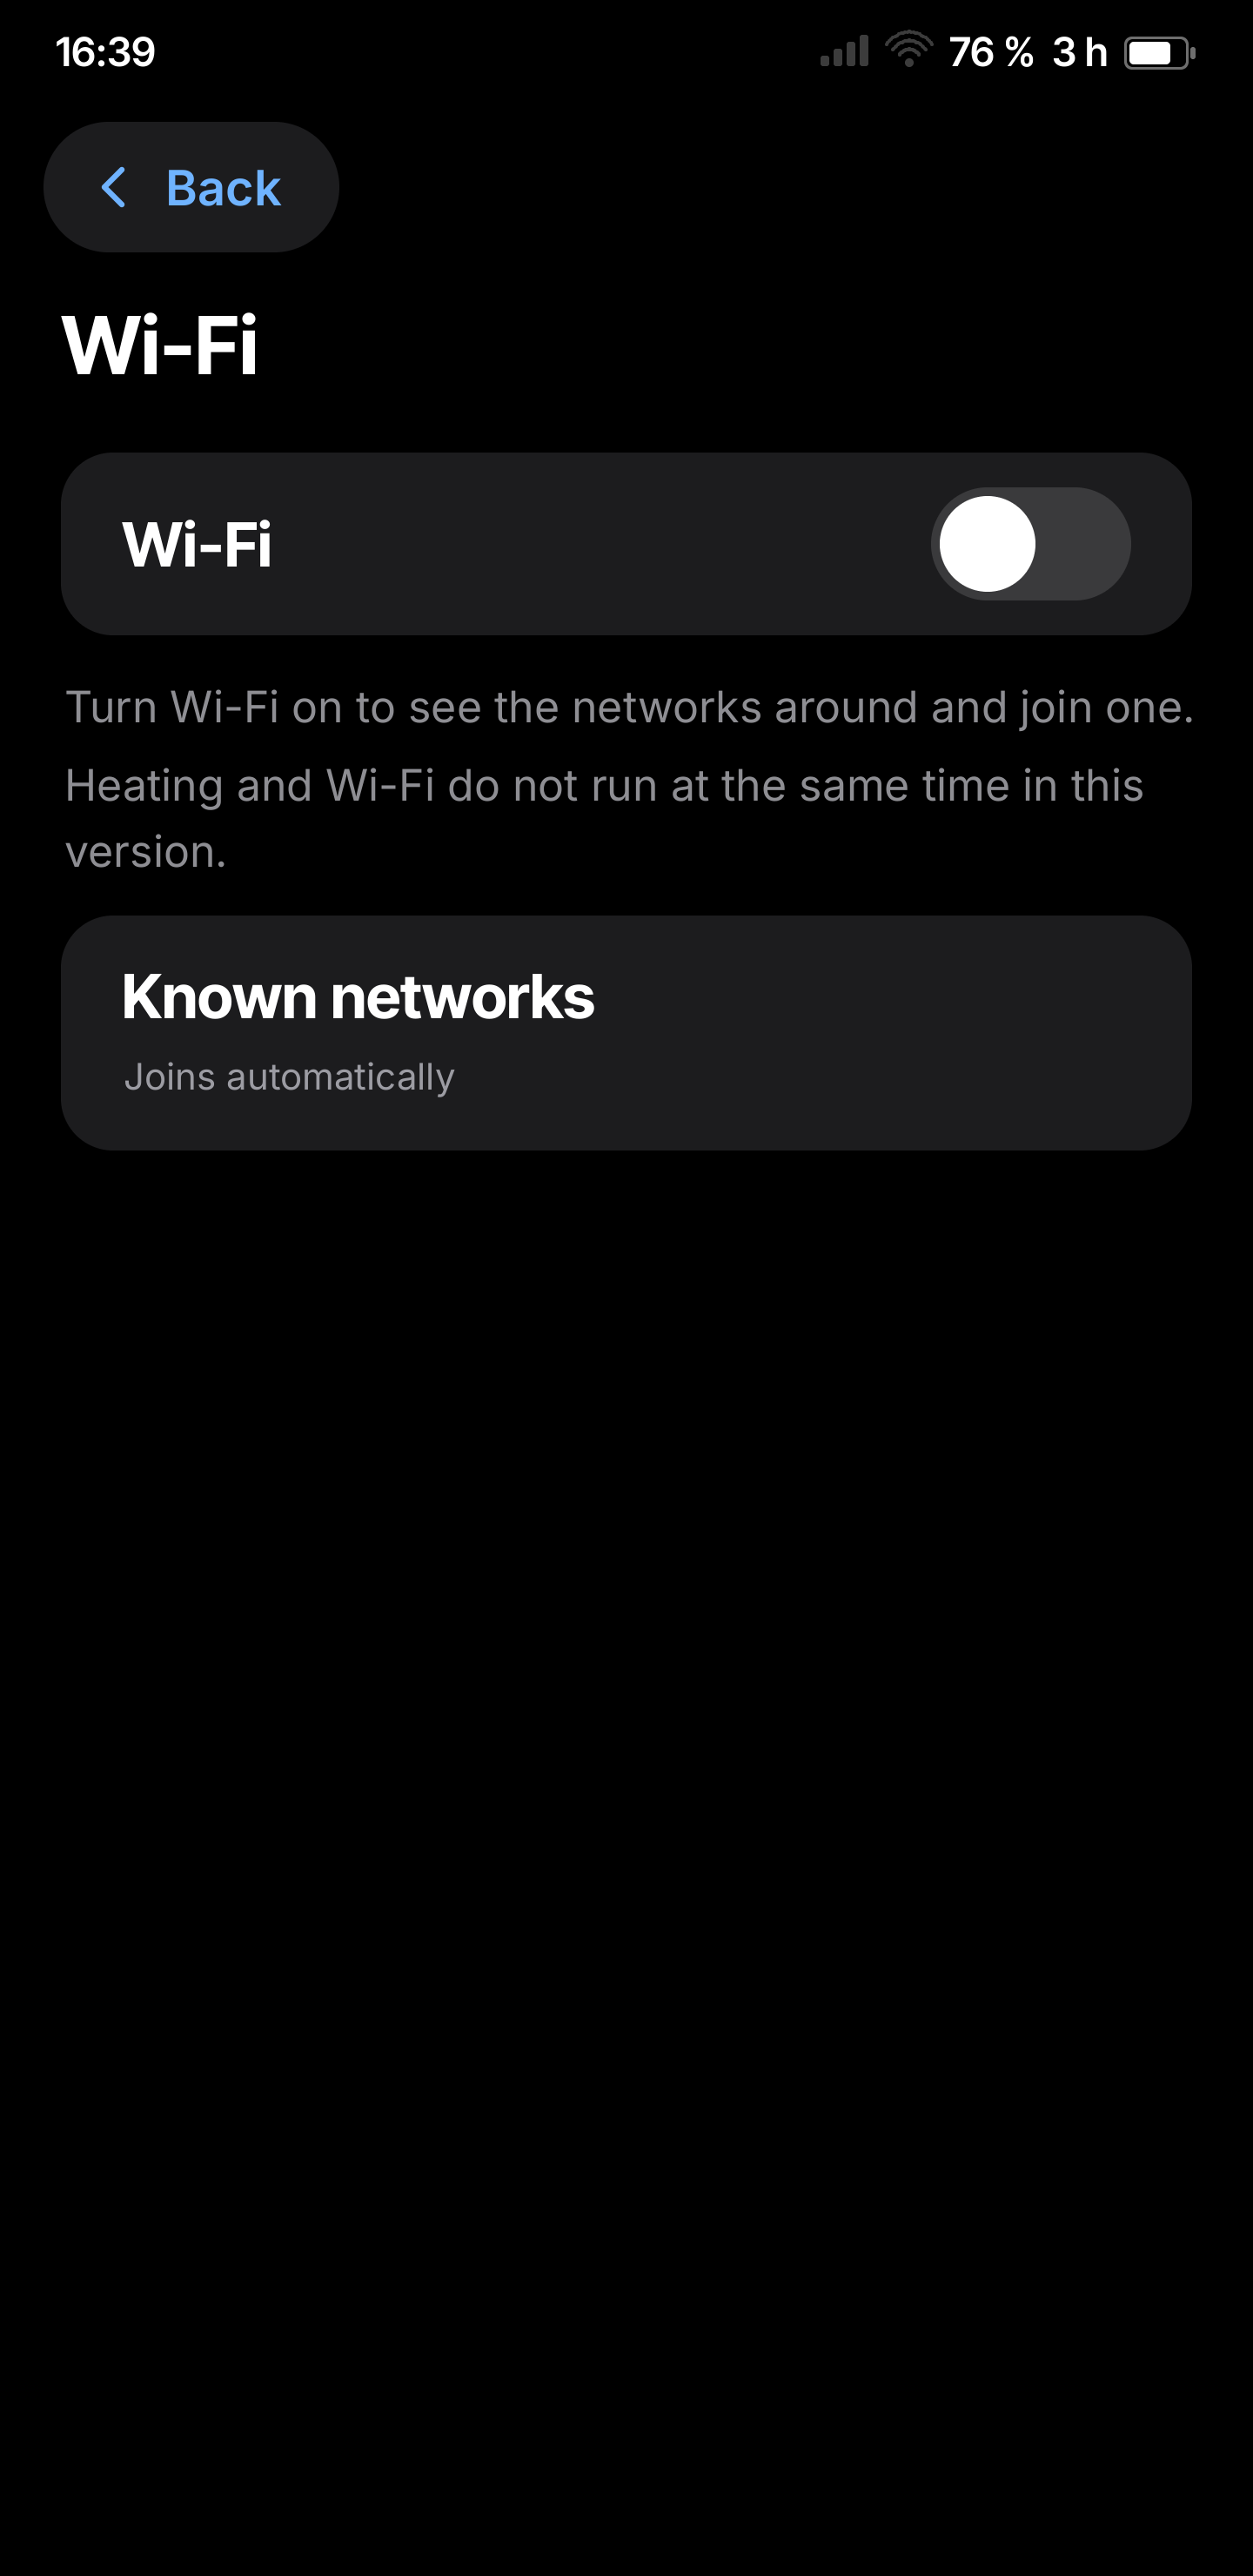 16:39
76 % 3 h
Back
Wi-Fi
Wi-Fi
Turn Wi-Fi on to see the networks around and join one.
Heating and Wi-Fi do not run at the same time in this
version.
Known networks
Joins automatically